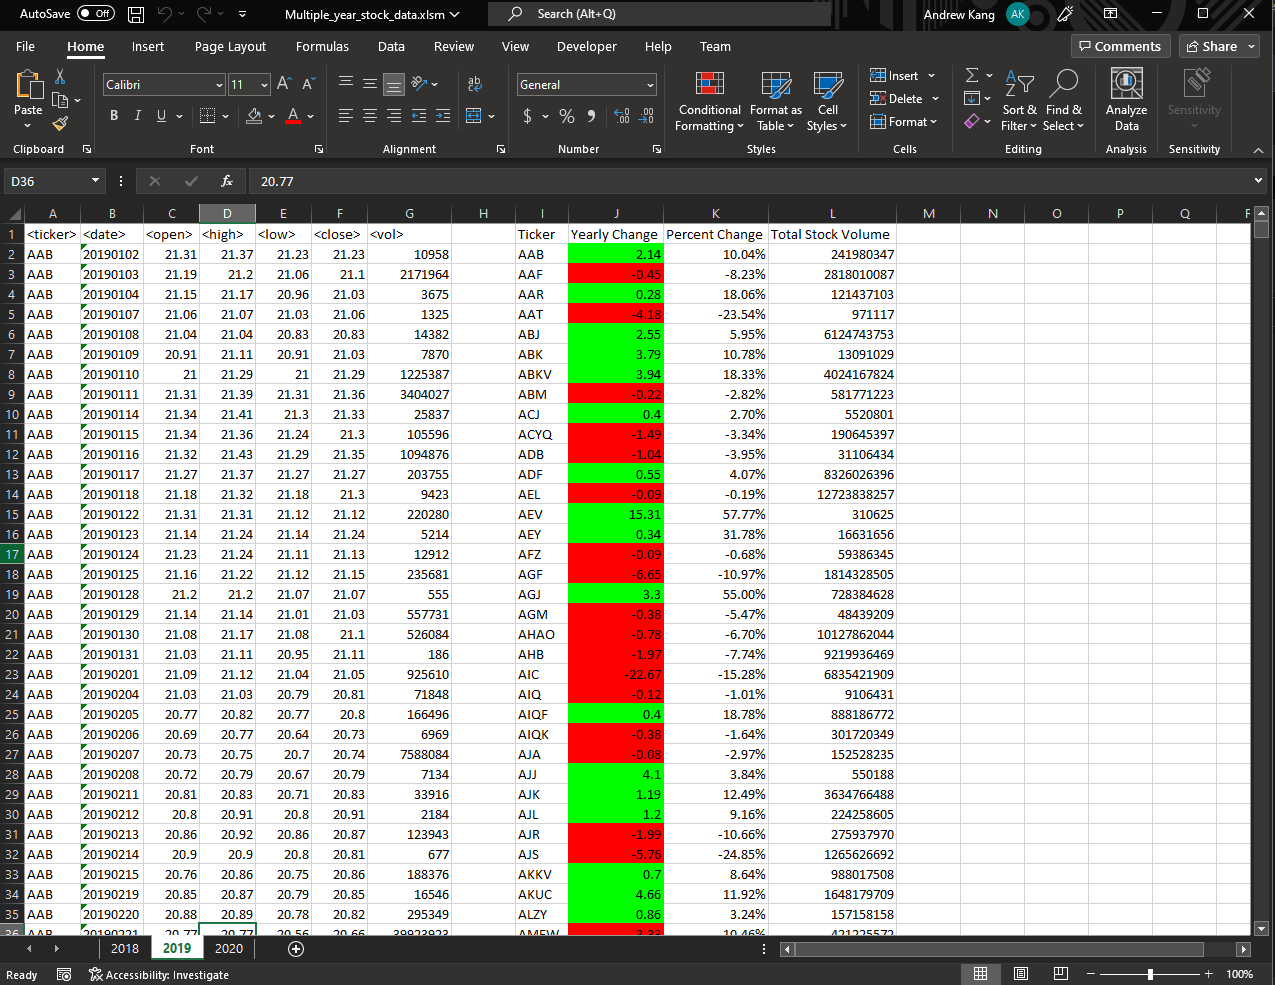 AutoSave Off Multiple_year_stock_data.xlsm Search (Alt+Q) Andrew Kang AK
File Home Insert Page Layout Formulas Data Review View Developer Help Team Comments Share
Paste Calibri 11 General Conditional Formatting Format as Table Cell Styles Insert Delete Format Sort & Filter Find & Select Analyze Data Sensitivity
Clipboard Font Alignment Number Styles Cells Editing Analysis Sensitivity
D36 fx 20.77
A B C D E F G H I J K L M N O P Q F
1 <ticker> <date> <open> <high> <low> <close> <vol> Ticker Yearly Change Percent Change Total Stock Volume
2 AAB 20190102 21.31 21.37 21.23 21.23 10958 AAB 2.14 10.04% 241980347
3 AAB 20190103 21.19 21.2 21.06 21.1 2171964 AAF -0.45 -8.23% 2818010087
4 AAB 20190104 21.15 21.17 20.96 21.03 3675 AAR 0.28 18.06% 121437103
5 AAB 20190107 21.06 21.07 21.03 21.06 1325 AAT -4.18 -23.54% 971117
6 AAB 20190108 21.04 21.04 20.83 20.83 14382 ABJ 2.55 5.95% 6124743753
7 AAB 20190109 20.91 21.11 20.91 21.03 7870 ABK 3.79 10.78% 13091029
8 AAB 20190110 21 21.29 21 21.29 1225387 ABKV 3.94 18.33% 4024167824
9 AAB 20190111 21.31 21.39 21.31 21.36 3404027 ABM -0.22 -2.82% 581771223
10 AAB 20190114 21.34 21.41 21.3 21.33 25837 ACJ 0.4 2.70% 5520801
11 AAB 20190115 21.34 21.36 21.24 21.3 105596 ACYQ -1.49 -3.34% 190645397
12 AAB 20190116 21.32 21.43 21.29 21.35 1094876 ADB -1.04 -3.95% 31106434
13 AAB 20190117 21.27 21.37 21.27 21.27 203755 ADF 0.55 4.07% 8326026396
14 AAB 20190118 21.18 21.32 21.18 21.3 9423 AEL -0.09 -0.19% 12723838257
15 AAB 20190122 21.31 21.31 21.12 21.12 220280 AEV 15.31 57.77% 310625
16 AAB 20190123 21.14 21.24 21.14 21.24 5214 AEY 0.34 31.78% 16631656
17 AAB 20190124 21.23 21.24 21.11 21.13 12912 AFZ -0.09 -0.68% 59386345
18 AAB 20190125 21.16 21.22 21.12 21.15 235681 AGF -6.65 -10.97% 1814328505
19 AAB 20190128 21.2 21.2 21.07 21.07 555 AGJ 3.3 55.00% 728384628
20 AAB 20190129 21.14 21.14 21.01 21.03 557731 AGM -0.38 -5.47% 48439209
21 AAB 20190130 21.08 21.17 21.08 21.1 526084 AHAO -0.78 -6.70% 10127862044
22 AAB 20190131 21.03 21.11 20.95 21.11 186 AHB -1.97 -7.74% 9219936469
23 AAB 20190201 21.09 21.12 21.04 21.05 925610 AIC -22.67 -15.28% 6835421909
24 AAB 20190204 21.03 21.03 20.79 20.81 71848 AIQ -0.12 -1.01% 9106431
25 AAB 20190205 20.77 20.82 20.77 20.8 166496 AIQF 0.4 18.78% 888186772
26 AAB 20190206 20.69 20.77 20.64 20.73 6969 AIQK -0.38 -1.64% 301720349
27 AAB 20190207 20.73 20.75 20.7 20.74 7588084 AJA -0.08 -2.97% 152528235
28 AAB 20190208 20.72 20.79 20.67 20.79 7134 AJJ 4.1 3.84% 550188
29 AAB 20190211 20.81 20.83 20.71 20.83 33916 AJK 1.19 12.49% 3634766488
30 AAB 20190212 20.8 20.91 20.8 20.91 2184 AJL 1.2 9.16% 224258605
31 AAB 20190213 20.86 20.92 20.86 20.87 123943 AJR -1.99 -10.66% 275937970
32 AAB 20190214 20.9 20.9 20.8 20.81 677 AJS -5.76 -24.85% 1265626692
33 AAB 20190215 20.76 20.86 20.75 20.86 188376 AKKV 0.7 8.64% 988017508
34 AAB 20190219 20.85 20.87 20.79 20.85 16546 AKUC 4.66 11.92% 1648179709
35 AAB 20190220 20.88 20.89 20.78 20.82 295349 ALZY 0.86 3.24% 157158158
36 AAB 20190221 20.77 20.77 20.56 20.66
2018 2019 2020
Ready Accessibility: Investigate 100%